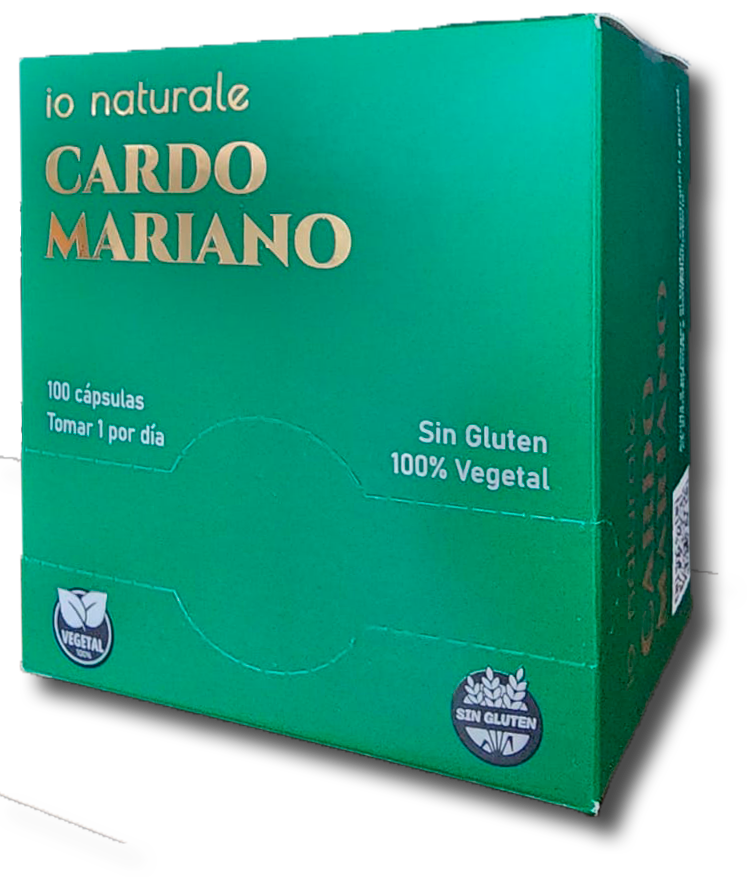 io naturale
CARDO
MARIANO
100 cápsulas
Tomar 1 por día
Sin Gluten
100% Vegetal
VEGETAL
100%
SIN GLUTEN
io naturale
CARDO
MARIANO